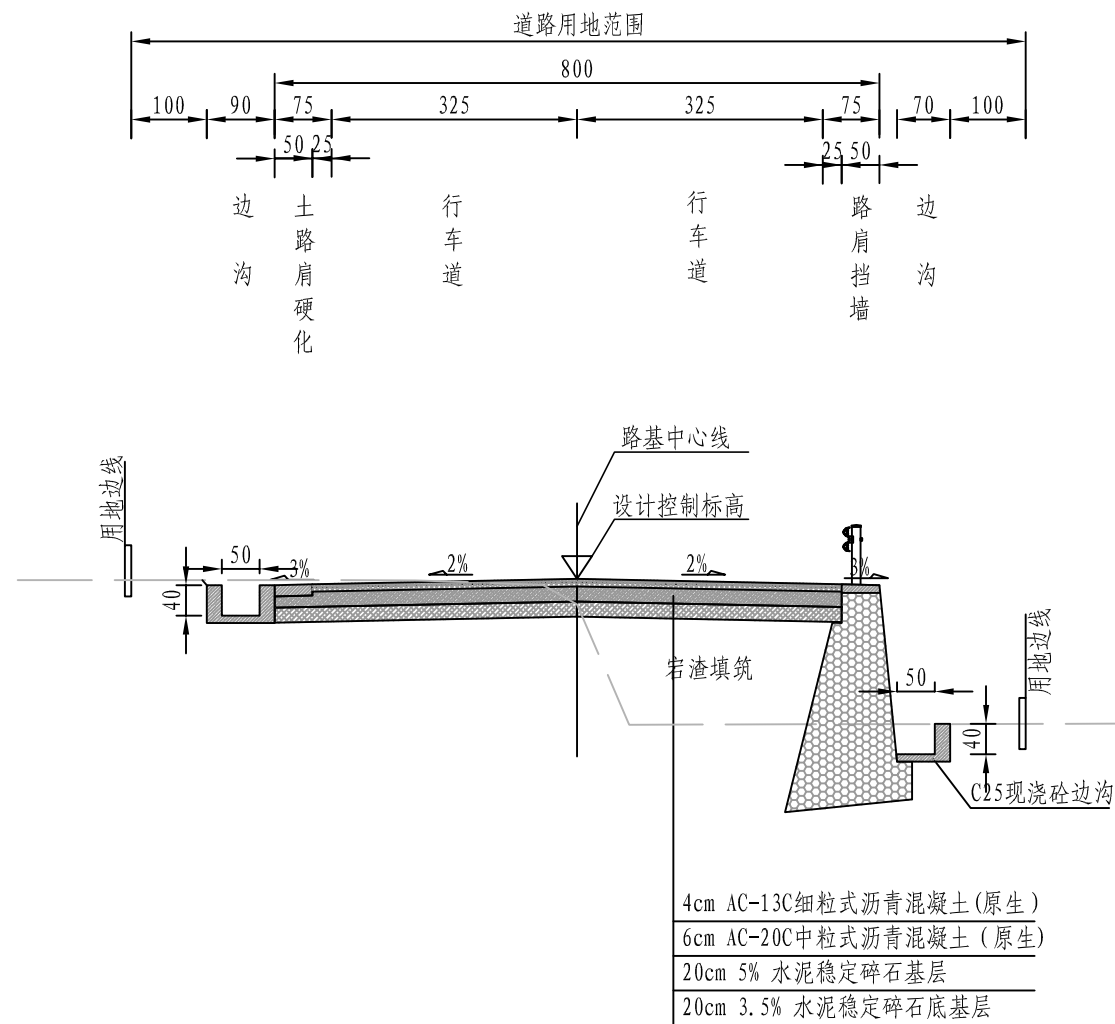 道路用地范围
800
100 90 75 325 325 75 70 100
50 25 25 50
边沟
土路肩硬化
行车道
行车道
路肩挡墙
边沟
路基中心线
用地边线
设计控制标高
50
3%
2%
2%
3%
40
宕渣填筑
用地边线
50
40
C25现浇砼边沟
4cm AC-13C细粒式沥青混凝土(原生)
6cm AC-20C中粒式沥青混凝土(原生)
20cm 5% 水泥稳定碎石基层
20cm 3.5% 水泥稳定碎石底基层